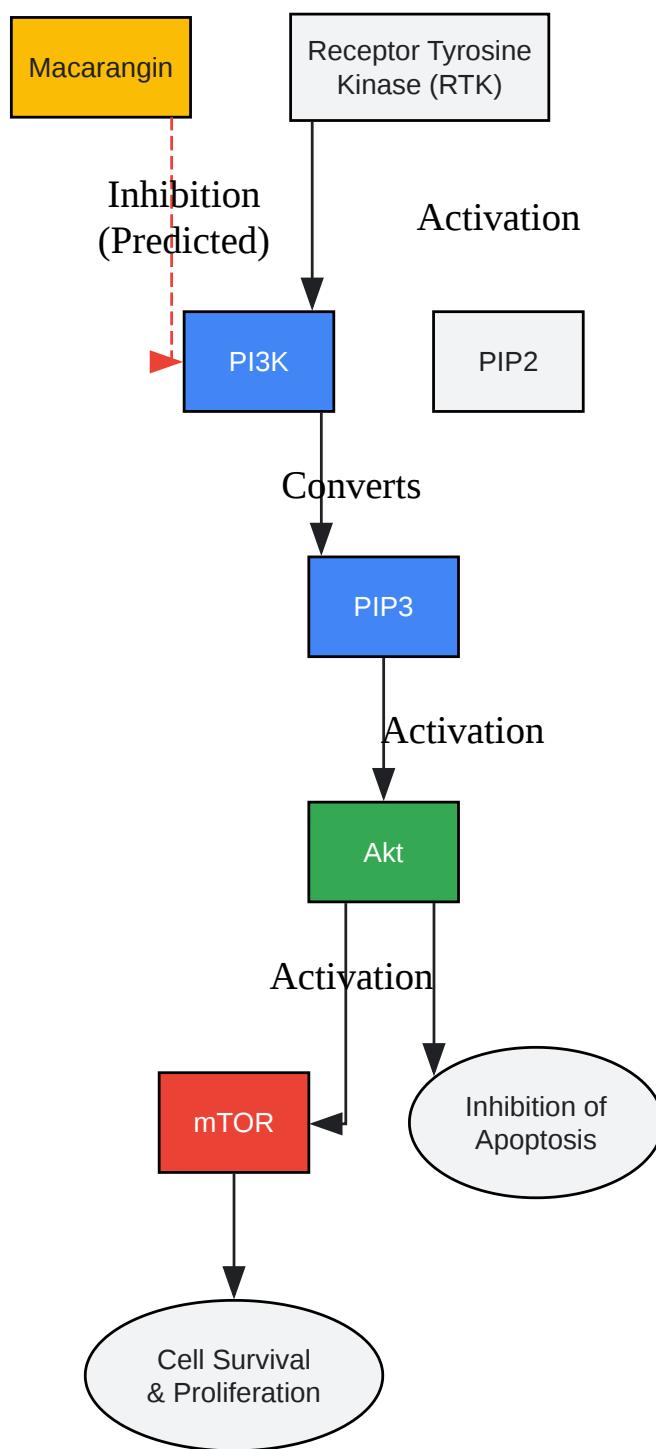 Macarangin
Receptor Tyrosine
Kinase (RTK)
Inhibition
(Predicted)
Activation
PI3K
PIP2
Converts
PIP3
Activation
Akt
Activation
mTOR
Inhibition of
Apoptosis
Cell Survival
& Proliferation